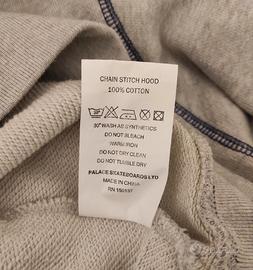 CHAIN STITCH HOOD
100% COTTON
30° WASH AS SYNTHETICS
DO NOT BLEACH
WARM IRON
DO NOT DRY CLEAN
DO NOT TUMBLE DRY
PALACE SKATEBOARDS LTD
MADE IN CHINA
RN